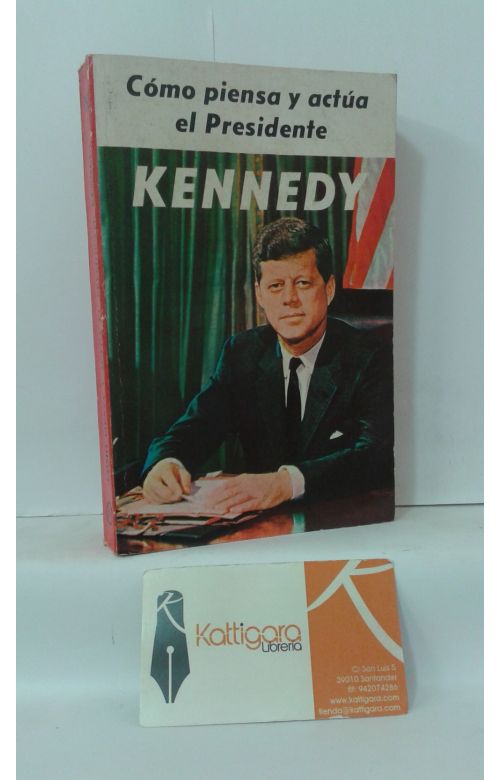 Cómo piensa y actúa
el Presidente
KENNEDY
Kattigara
Librería
C/ San Luis 5
39010 Santander
tlf: 942074286
www.kattigara.com
tienda@kattigara.com